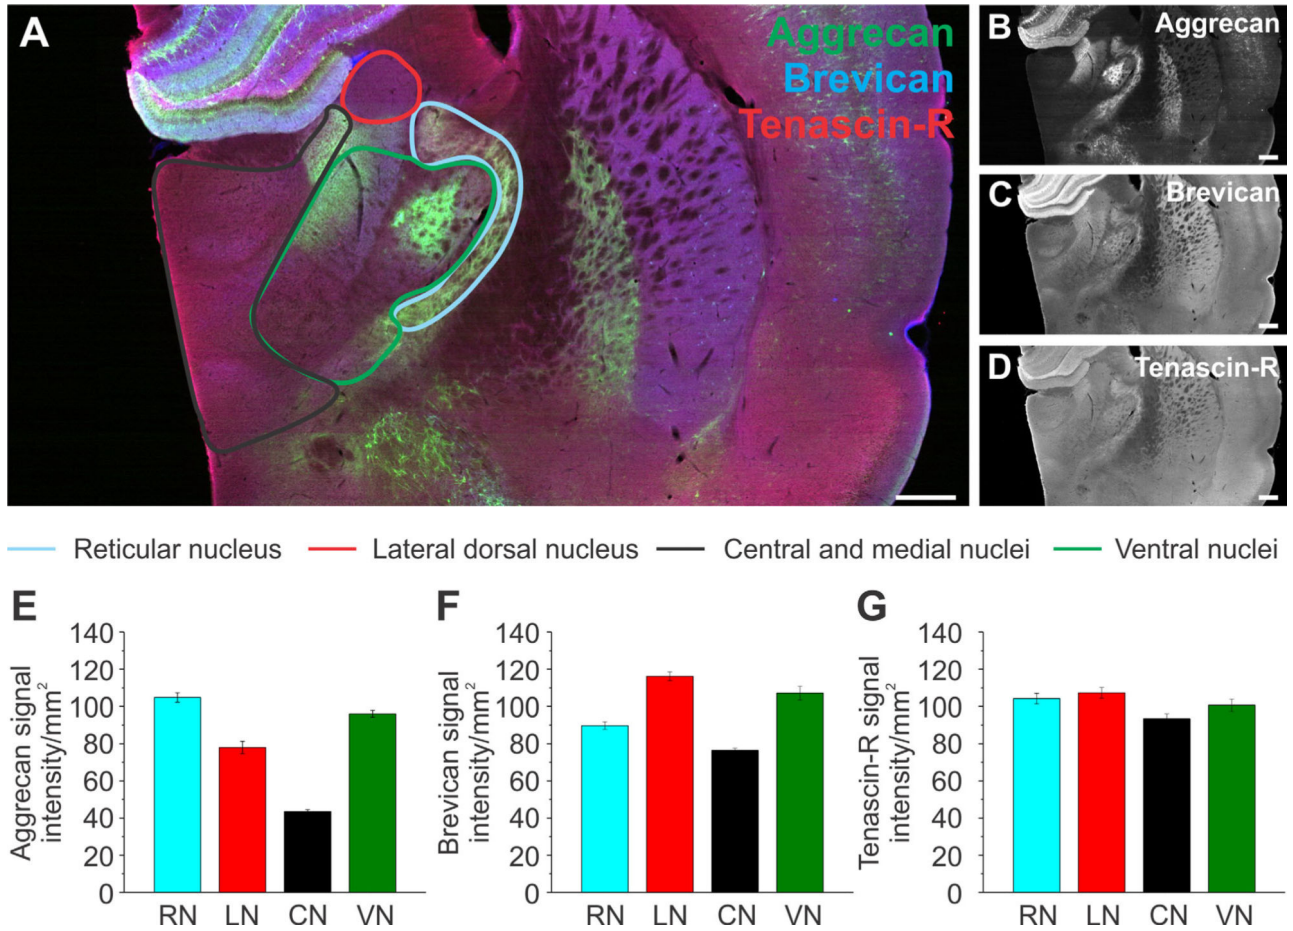 A
Aggrecan
Brevican
Tenascin-R
B
Aggrecan
C
Brevican
D
Tenascin-R
Reticular nucleus
Lateral dorsal nucleus
Central and medial nuclei
Ventral nuclei
E
Aggrecan signal
intensity/mm²
140
120
100
80
60
40
20
0
RN
LN
CN
VN
F
Brevican signal
intensity/mm²
140
120
100
80
60
40
20
0
RN
LN
CN
VN
G
Tenascin-R signal
intensity/mm²
140
120
100
80
60
40
20
0
RN
LN
CN
VN